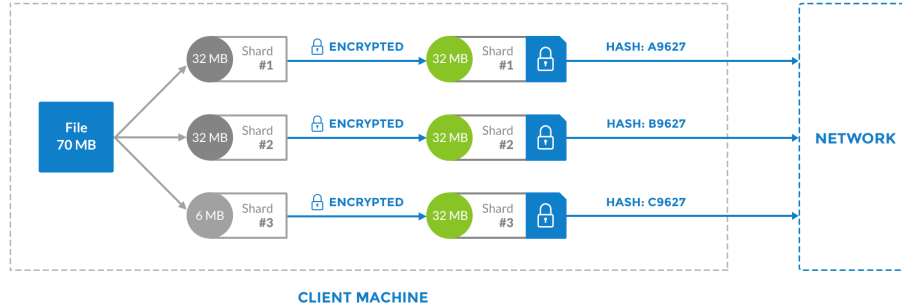 32 MB Shard #1
ENCRYPTED
32 MB Shard #1
HASH: A9627
File
70 MB
32 MB Shard #2
ENCRYPTED
32 MB Shard #2
HASH: B9627
NETWORK
6 MB Shard #3
ENCRYPTED
32 MB Shard #3
HASH: C9627
CLIENT MACHINE